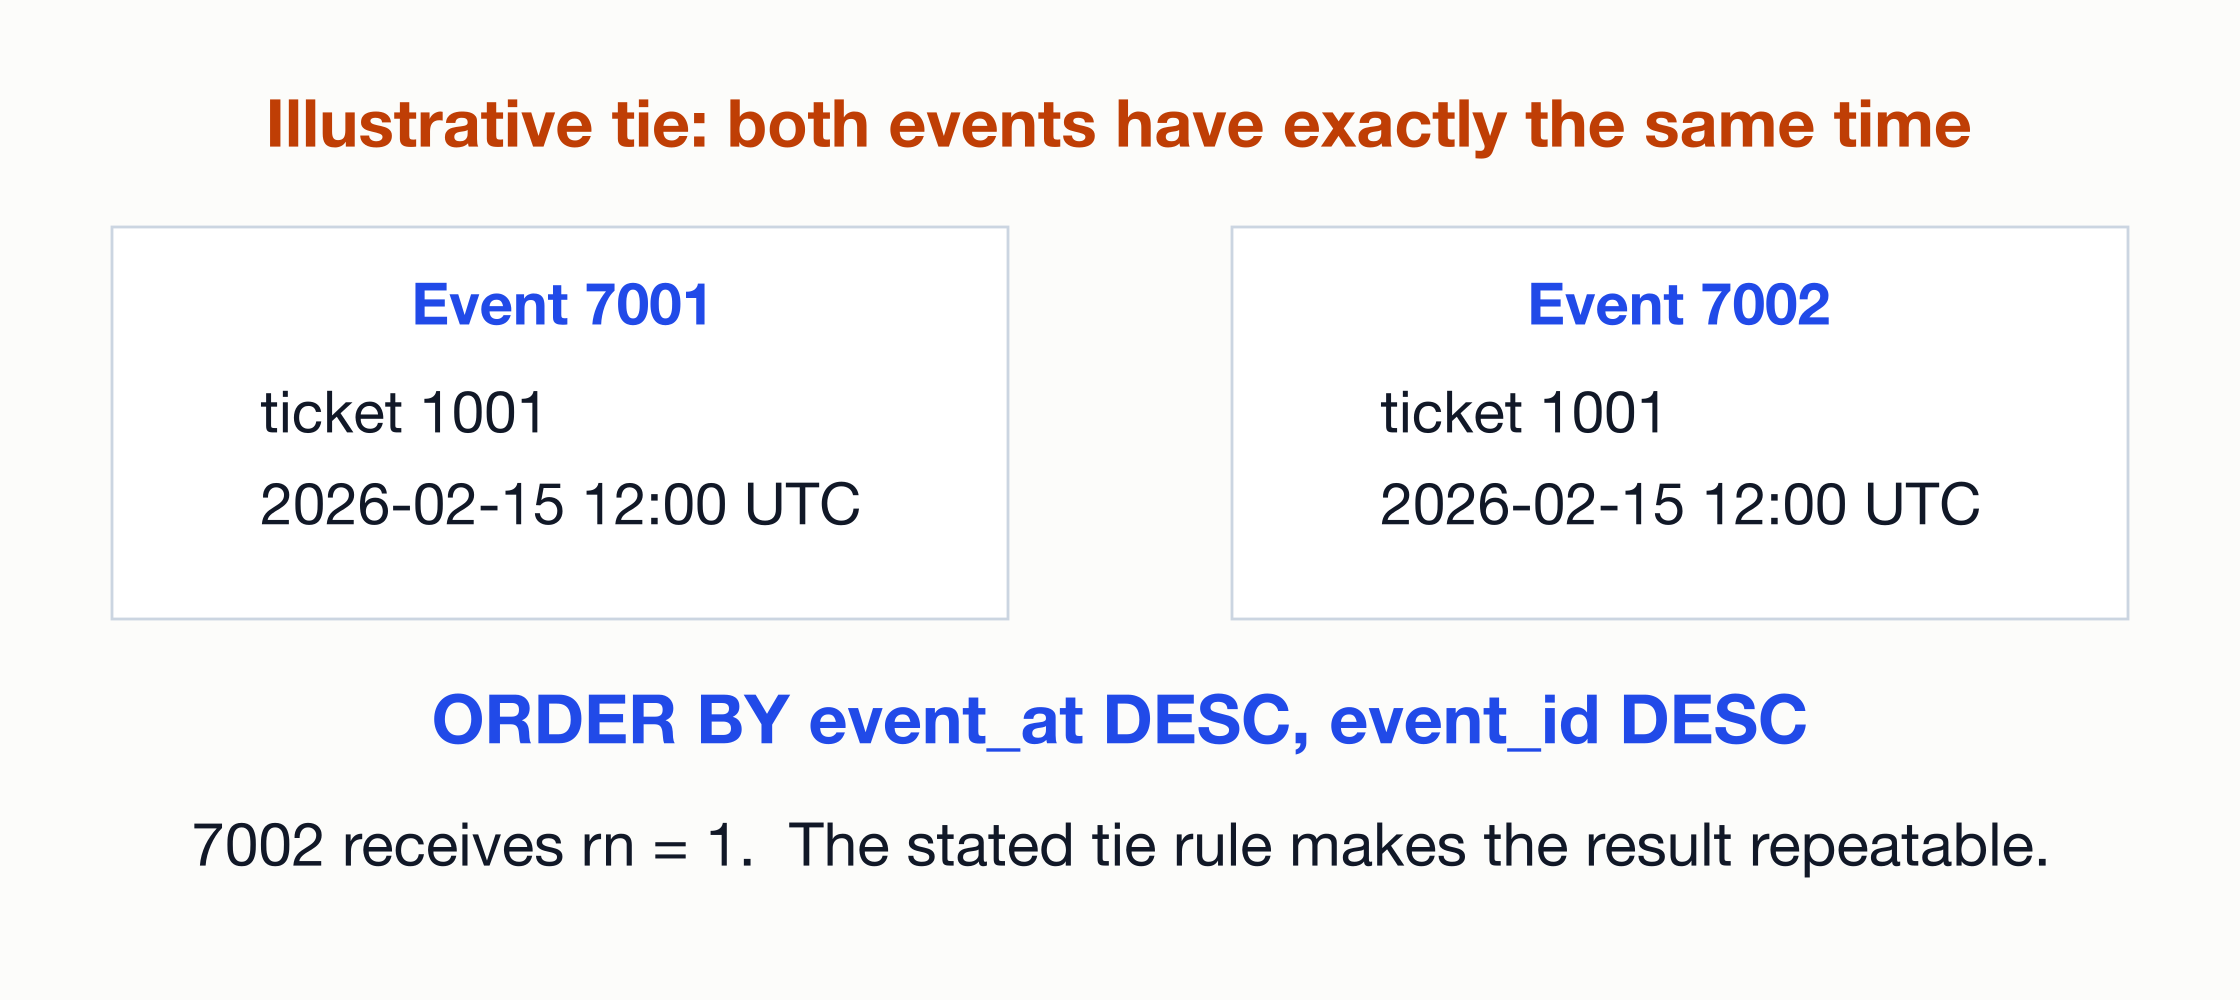 Illustrative tie: both events have exactly the same time
Event 7001
ticket 1001
2026-02-15 12:00 UTC
Event 7002
ticket 1001
2026-02-15 12:00 UTC
ORDER BY event_at DESC, event_id DESC
7002 receives rn = 1.  The stated tie rule makes the result repeatable.